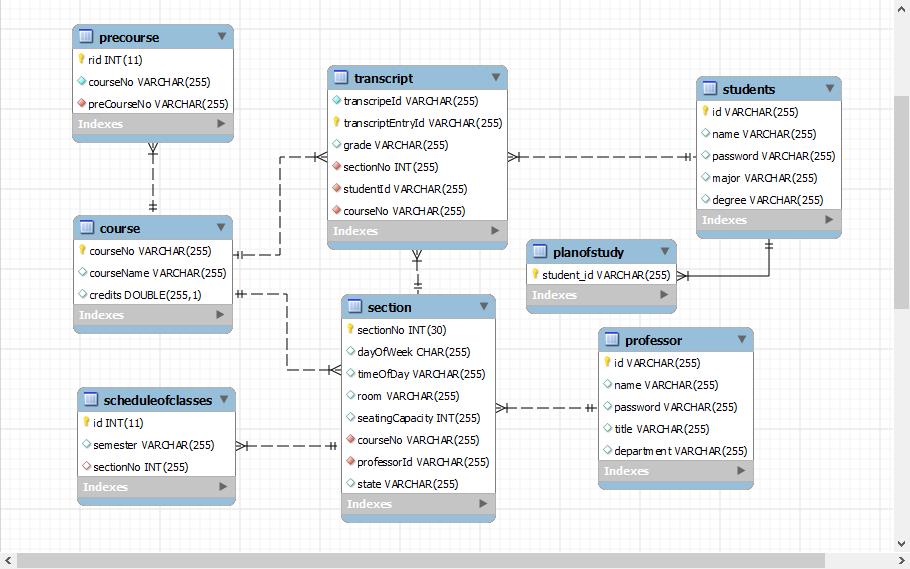 precourse
rid INT(11)
courseNo VARCHAR(255)
preCourseNo VARCHAR(255)
Indexes
transcript
transcripeId VARCHAR(255)
transcriptEntryId VARCHAR(255)
grade VARCHAR(255)
sectionNo INT(255)
studentId VARCHAR(255)
courseNo VARCHAR(255)
Indexes
students
id VARCHAR(255)
name VARCHAR(255)
password VARCHAR(255)
major VARCHAR(255)
degree VARCHAR(255)
Indexes
course
courseNo VARCHAR(255)
courseName VARCHAR(255)
credits DOUBLE(255,1)
Indexes
planofstudy
student_id VARCHAR(255)
Indexes
section
sectionNo INT(30)
dayOfWeek CHAR(255)
timeOfDay VARCHAR(255)
room VARCHAR(255)
seatingCapacity INT(255)
courseNo VARCHAR(255)
professorId VARCHAR(255)
state VARCHAR(255)
Indexes
professor
id VARCHAR(255)
name VARCHAR(255)
password VARCHAR(255)
title VARCHAR(255)
department VARCHAR(255)
Indexes
scheduleofclasses
id INT(11)
semester VARCHAR(255)
sectionNo INT(255)
Indexes